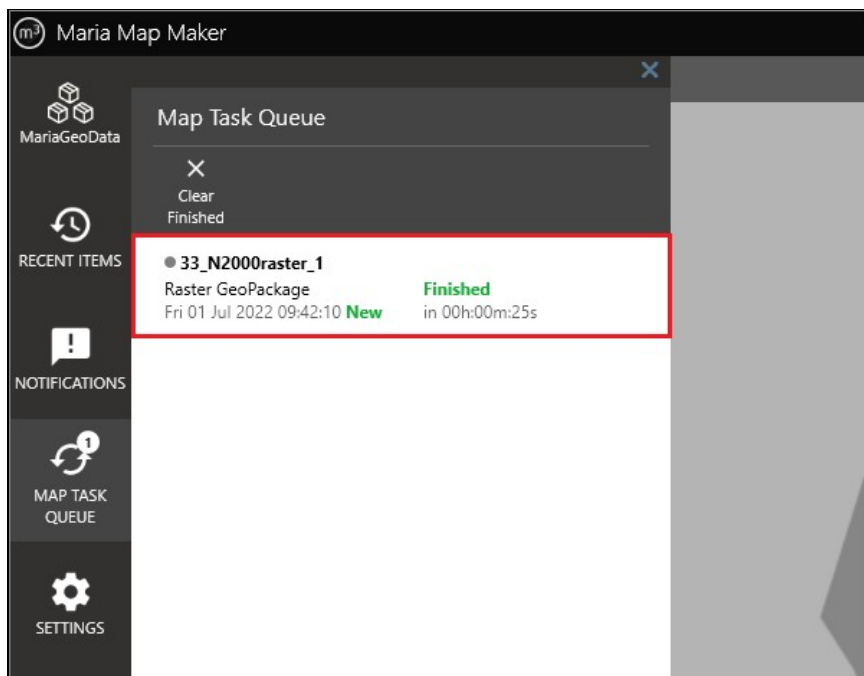 m³ Maria Map Maker
MariaGeoData
RECENT ITEMS
!
NOTIFICATIONS
1
MAP TASK
QUEUE
SETTINGS
Map Task Queue
Clear
Finished
33_N2000raster_1
Raster GeoPackage Finished
Fri 01 Jul 2022 09:42:10 New in 00h:00m:25s